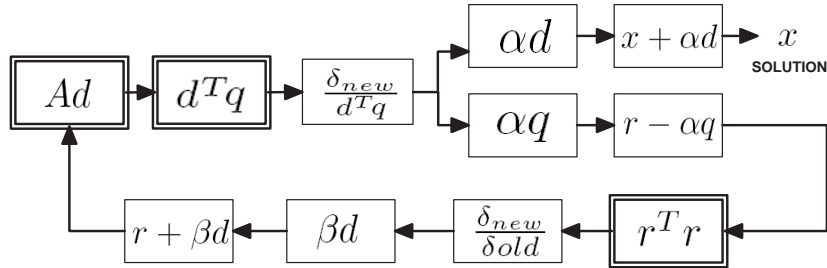 αd
x + αd
x
SOLUTION
Ad
d^T q
δ_new / d^T q
αq
r − αq
r + βd
βd
δ_new / δold
r^T r